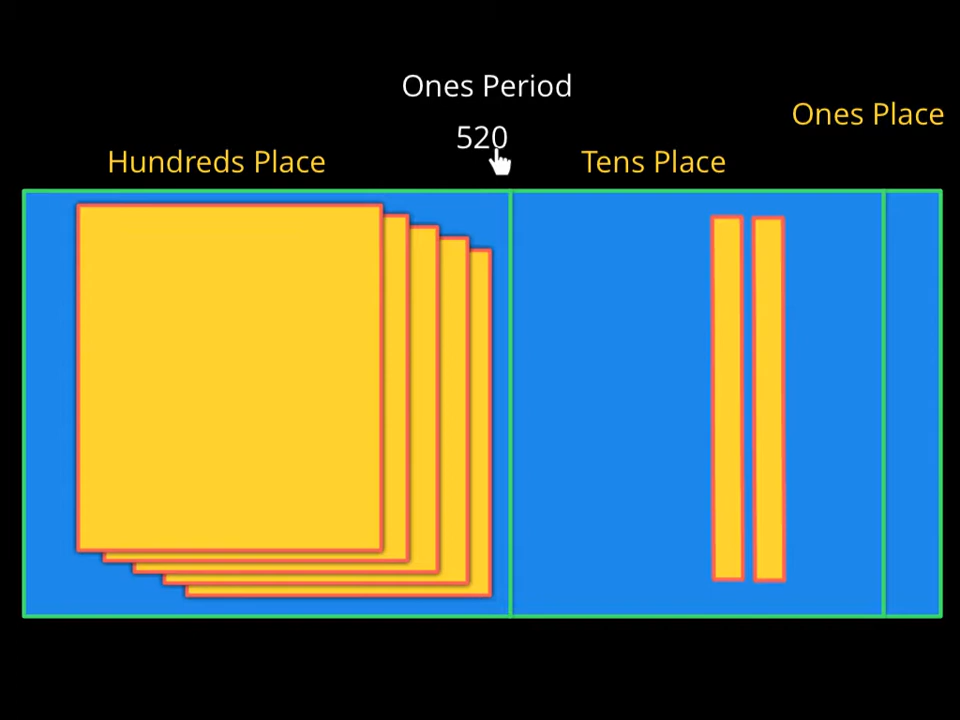 Ones Period
520
Hundreds Place
Tens Place
Ones Place